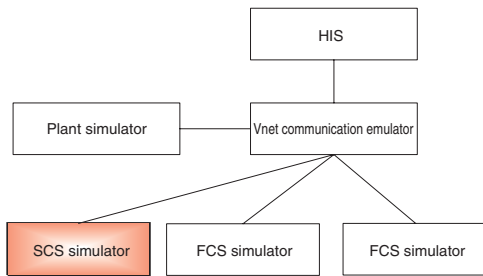 HIS
Plant simulator
Vnet communication emulator
SCS simulator
FCS simulator
FCS simulator